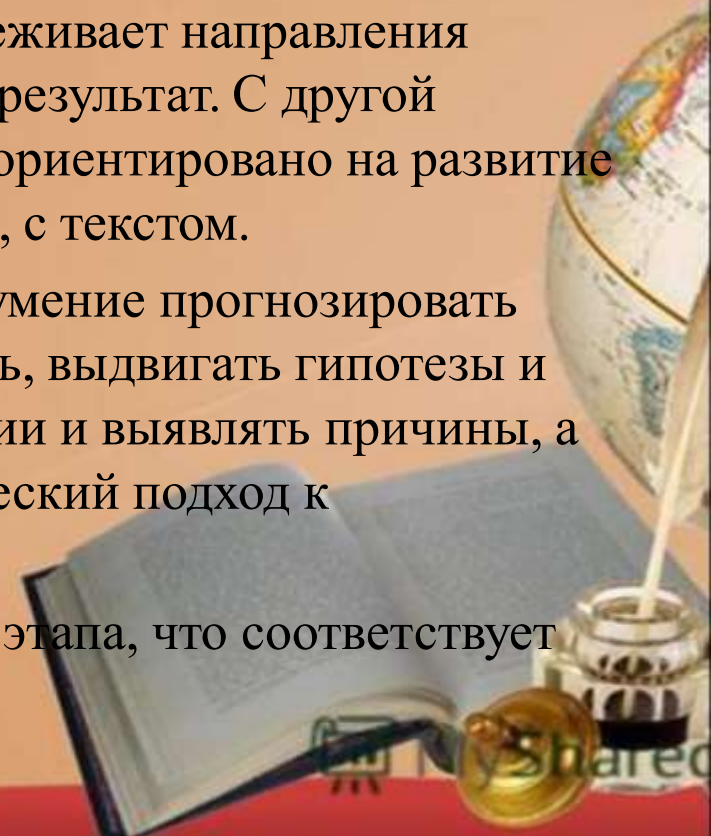 еживает направления
результат. С другой
ориентировано на развитие
, с текстом.
умение прогнозировать
ь, выдвигать гипотезы и
ии и выявлять причины, а
еский подход к
этапа, что соответствует
MyShared